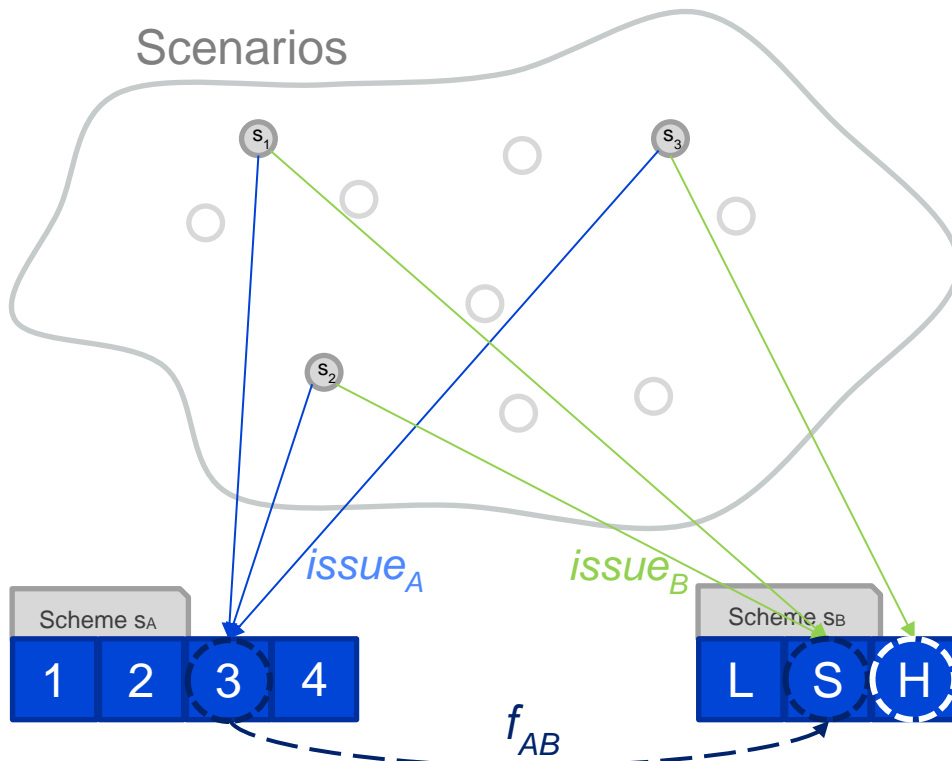 Scenarios
s1
s3
s2
issueA
issueB
Scheme sA
Scheme sB
1 2 3 4
L S H
fAB